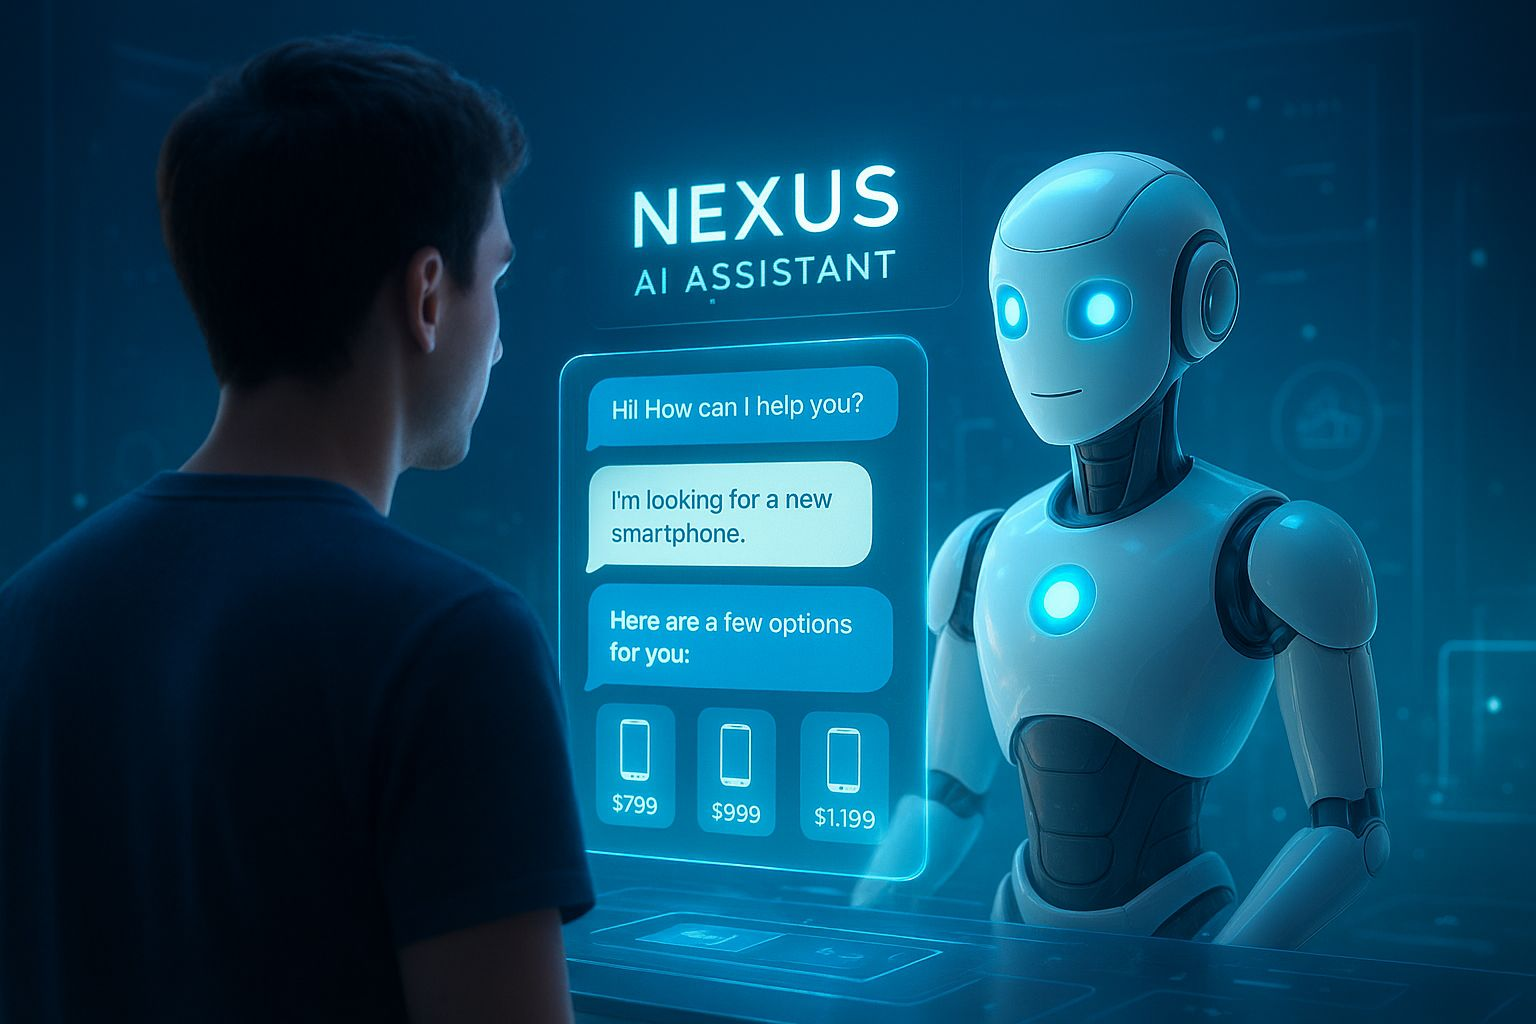 NEXUS
AI ASSISTANT
Hil How can I help you?
I'm looking for a new
smartphone.
Here are a few options
for you:
$799
$999
$1.199